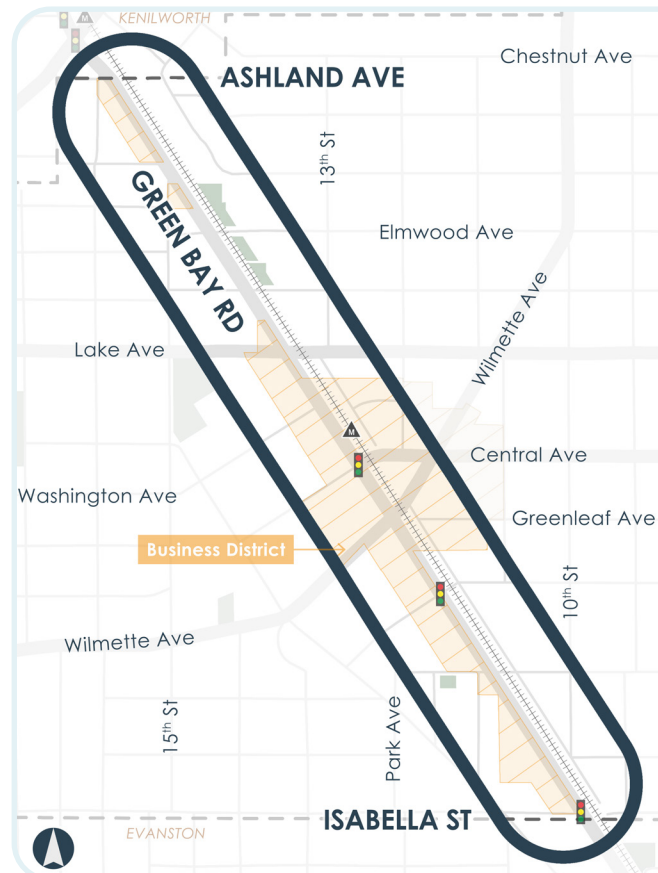 KENILWORTH
M
Chestnut Ave
ASHLAND AVE
13th St
GREEN BAY RD
Elmwood Ave
Wilmette Ave
Lake Ave
M
Central Ave
Washington Ave
Greenleaf Ave
Business District
10th St
Wilmette Ave
15th St
Park Ave
ISABELLA ST
EVANSTON